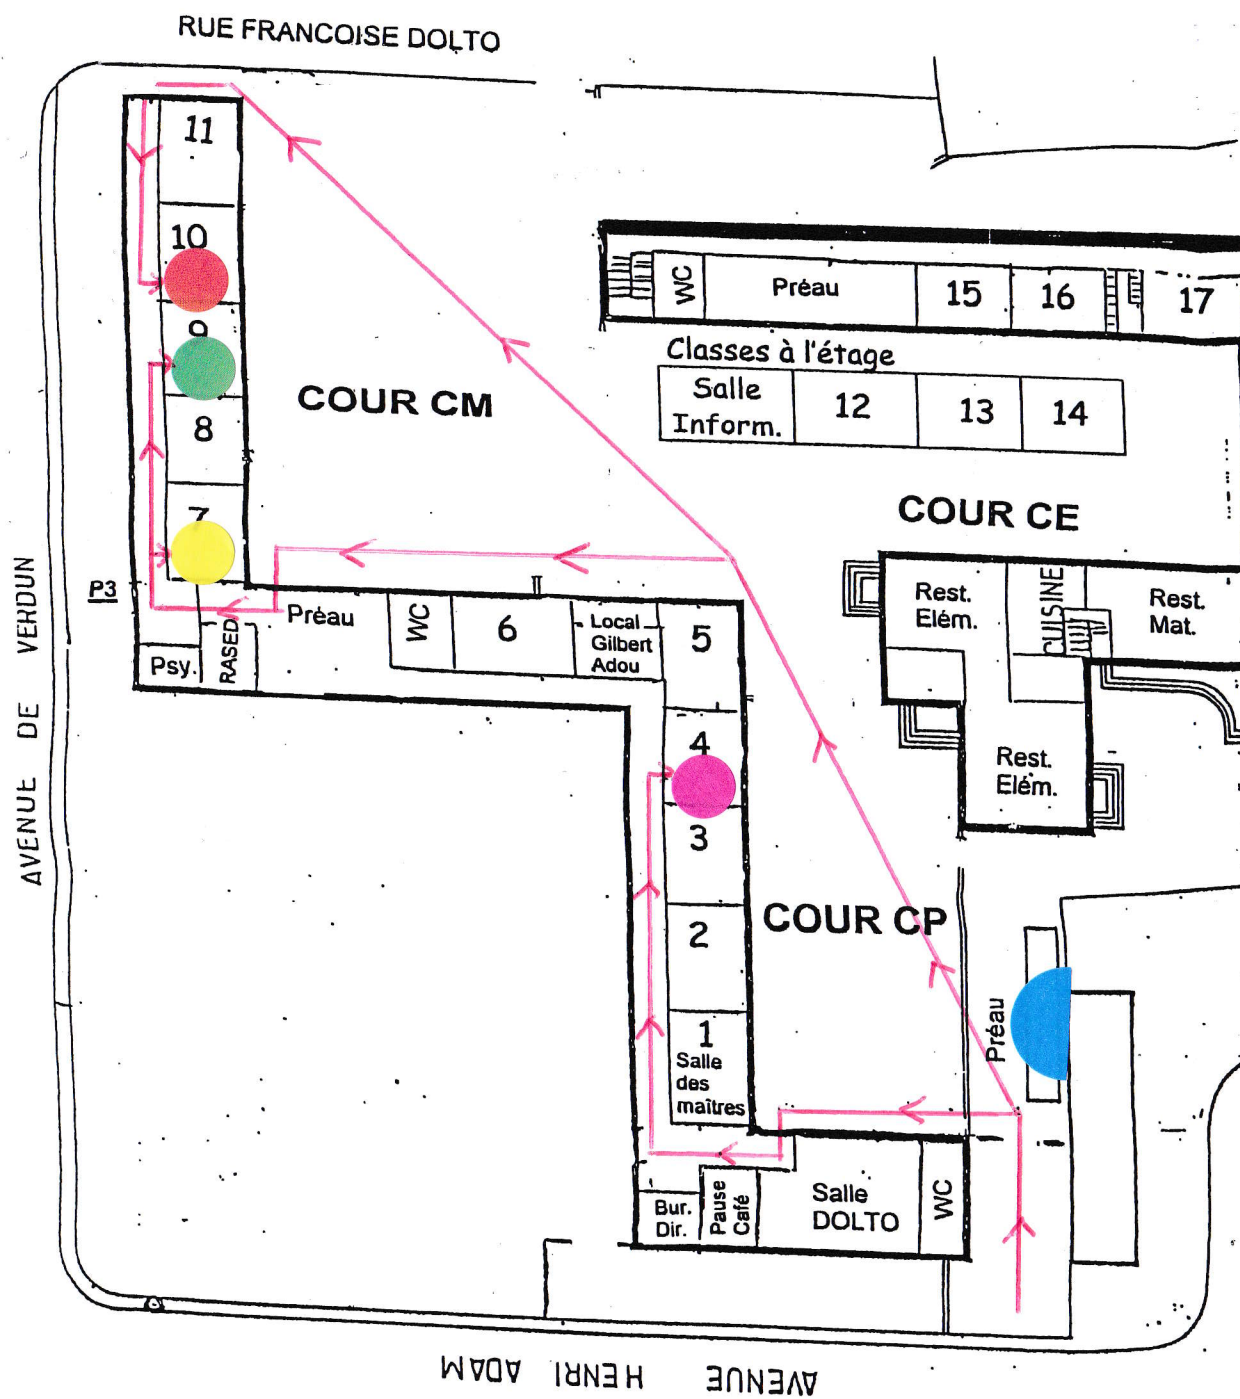 RUE FRANCOISE DOLTO
11
10
9
8
7
COUR CM
WC
Préau
15
16
17
Classes à l'étage
Salle
Inform.
12
13
14
COUR CE
P3
Psy.
RASED
Préau
WC
6
Local
Gilbert
Adou
5
Rest.
Elém.
CUISINE
Rest.
Mat.
Rest.
Elém.
4
3
2
1
Salle
des
maîtres
COUR CP
Préau
Bur.
Dir.
Pause
Café
Salle
DOLTO
WC
AVENUE DE VERDUN
AVENUE HENRI ADAM